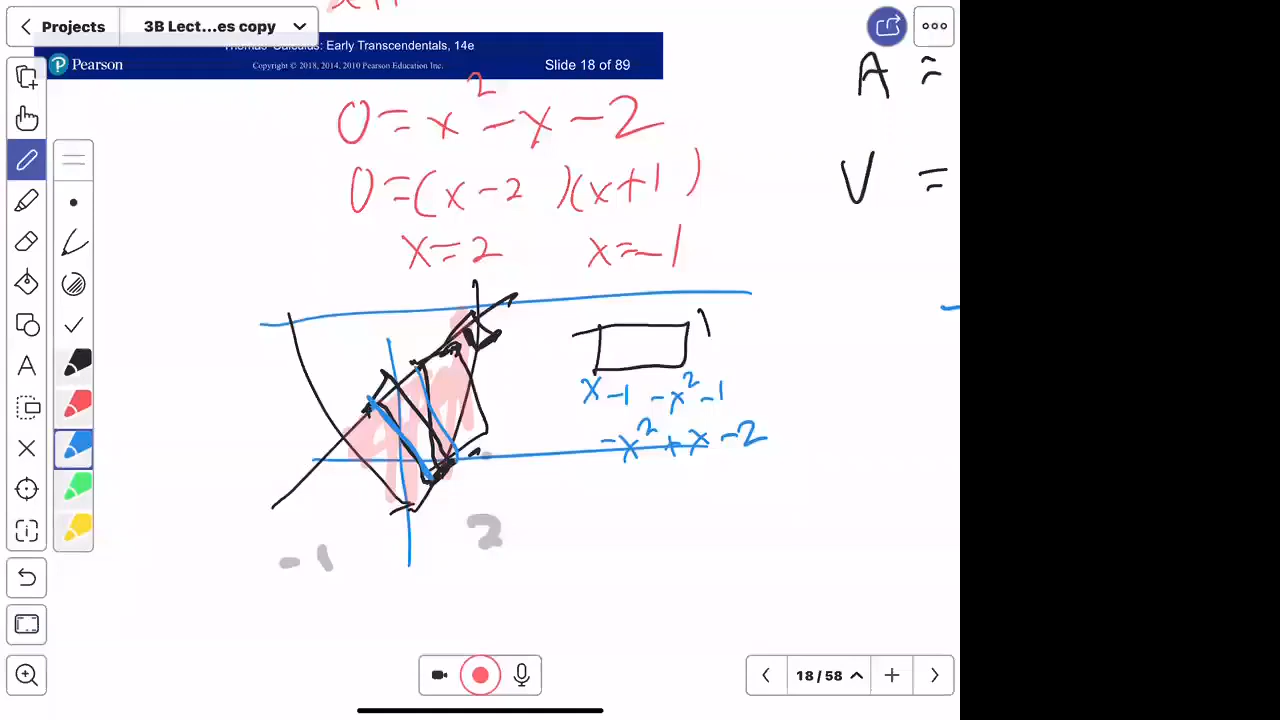 Projects
3B Lect...es copy
Thomas' Calculus: Early Transcendentals, 14e
Pearson
Copyright © 2018, 2014, 2010 Pearson Education Inc.
Slide 18 of 89
A =
0 = x² - x - 2
V =
0 = (x - 2)(x + 1)
x = 2 x = -1
1
x - 1 - x² - 1
-x² + x - 2
-1
2
A
18 / 58